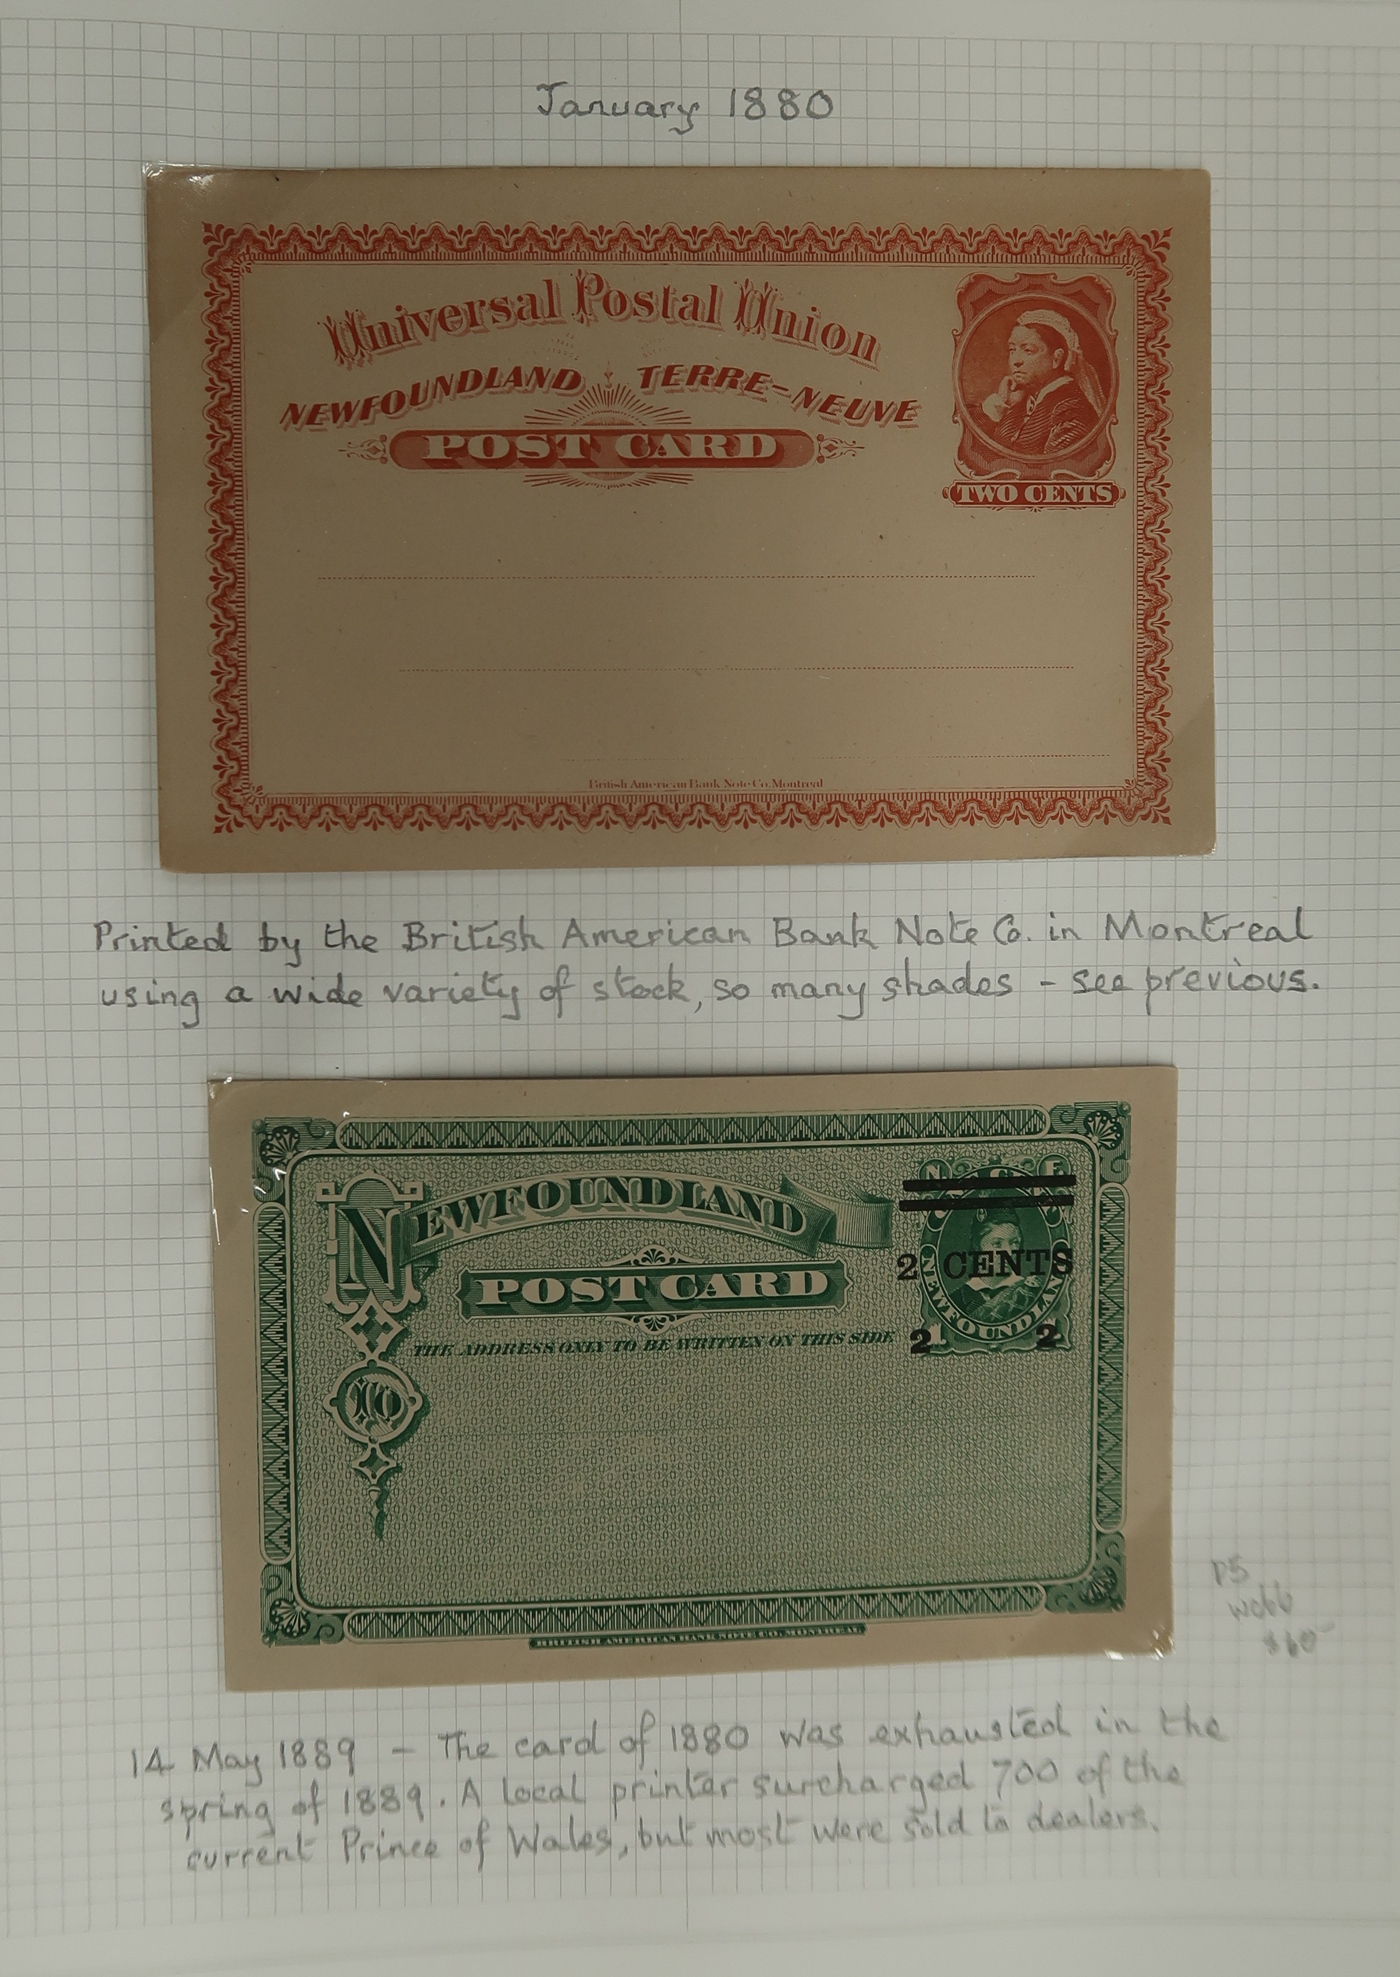 January 1880
Universal Postal Union
NEWFOUNDLAND TERRE-NEUVE
POST CARD
TWO CENTS
British American Bank Note Co. Montreal
Printed by the British American Bank Note Co. in Montreal
using a wide variety of stock, so many shades - see previous.
NEWFOUNDLAND
POST CARD
THE ADDRESS ONLY TO BE WRITTEN ON THIS SIDE
2 CENTS
NEWFOUNDLAND
2 2
BRITISH AMERICAN BANK NOTE CO. MONTREAL
P5
Webb
$60
14 May 1889 - The card of 1880 was exhausted in the
spring of 1889. A local printer surcharged 700 of the
current Prince of Wales, but most were sold to dealers.